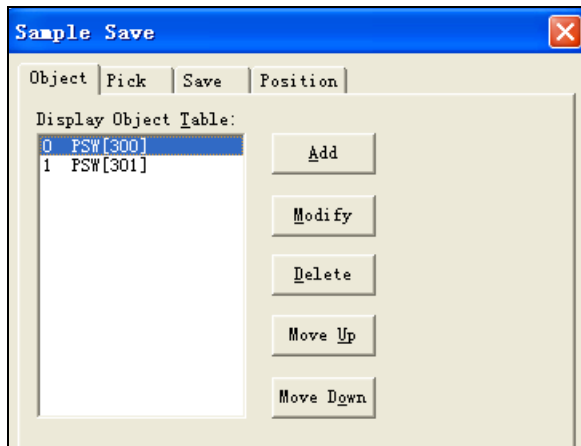 Sample Save
Object Pick Save Position
Display Object Table:
0 PSW[300]
1 PSW[301]
Add
Modify
Delete
Move Up
Move Down